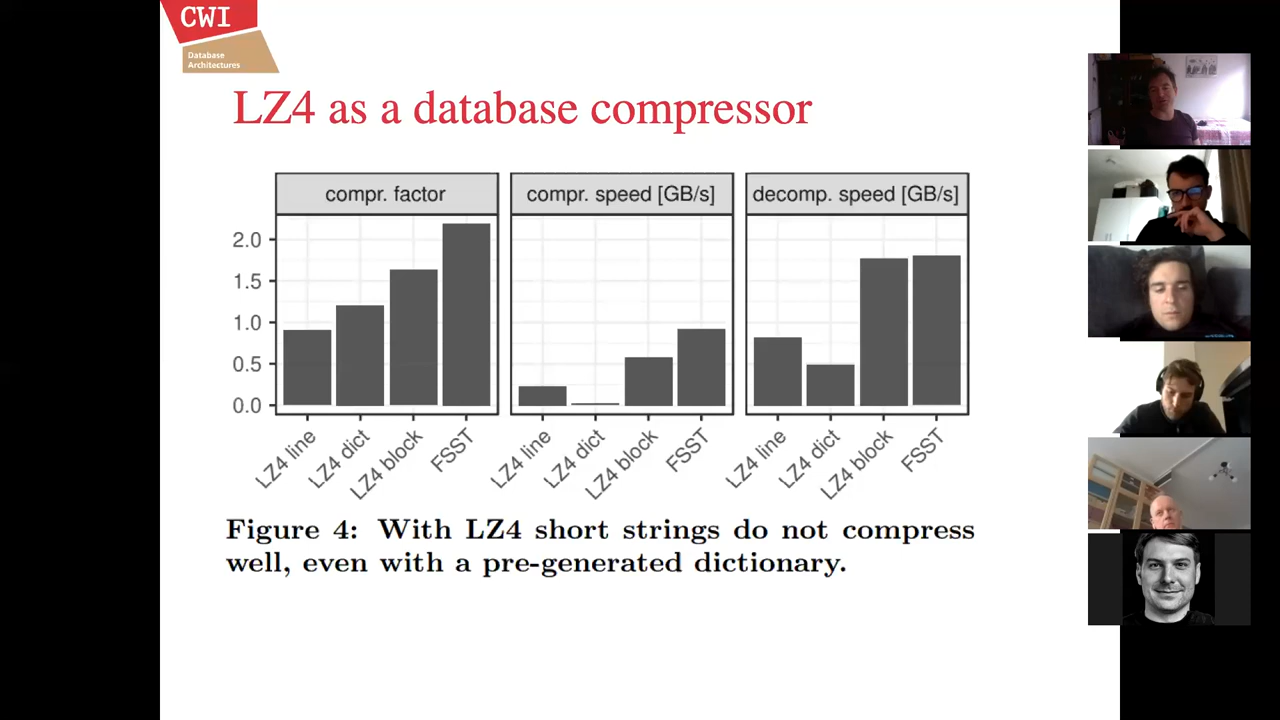 CWI
Database
Architectures
LZ4 as a database compressor
compr. factor
compr. speed [GB/s]
decomp. speed [GB/s]
2.0
1.5
1.0
0.5
0.0
LZ4 line
LZ4 dict
LZ4 block
FSST
LZ4 line
LZ4 dict
LZ4 block
FSST
LZ4 line
LZ4 dict
LZ4 block
FSST
Figure 4: With LZ4 short strings do not compress
well, even with a pre-generated dictionary.